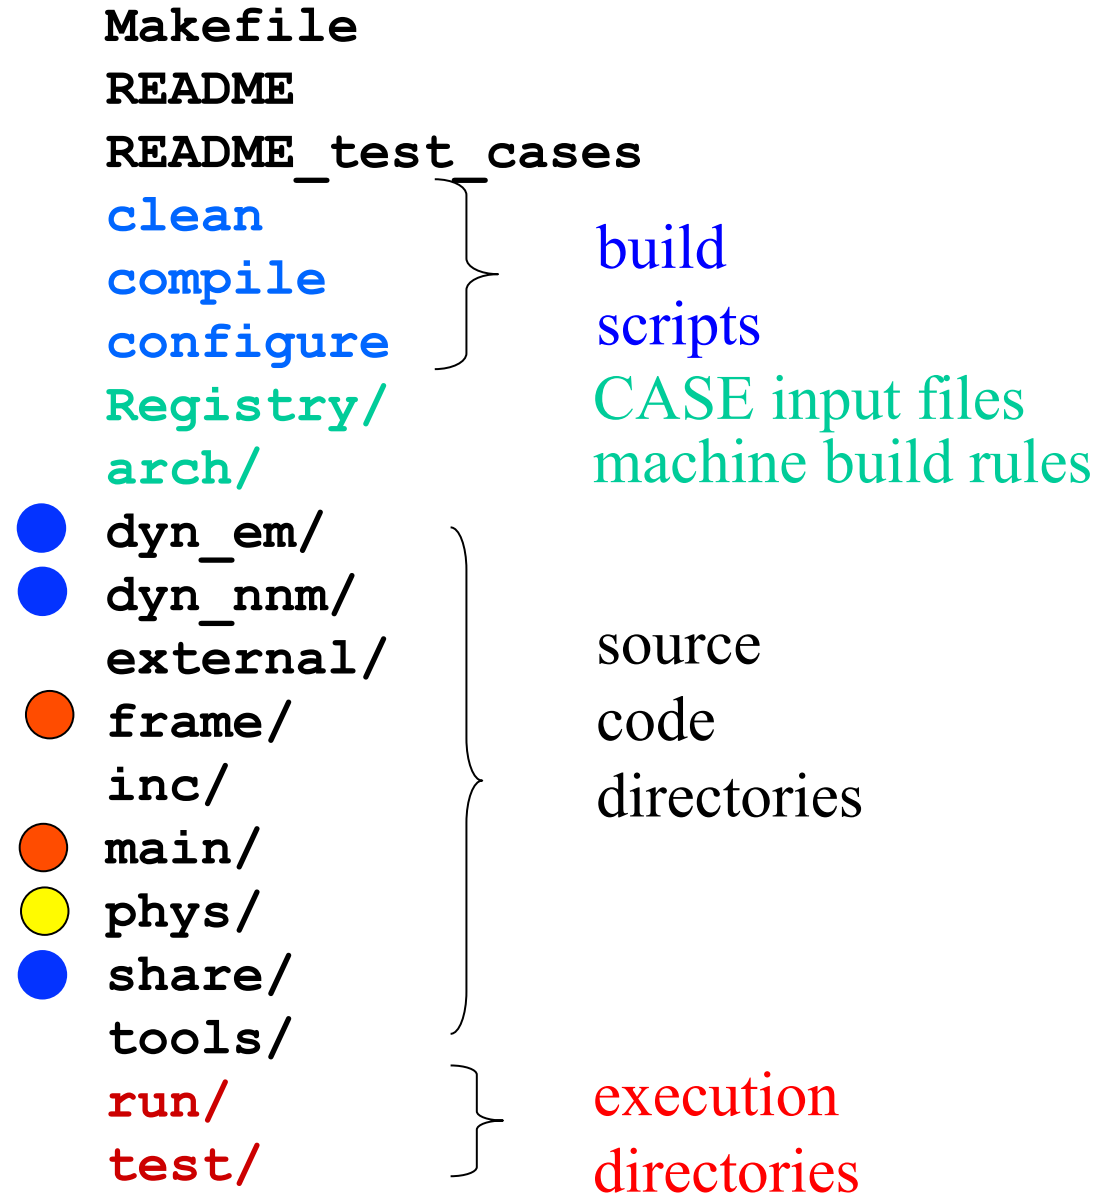 Makefile
README
README_test_cases
clean
compile
configure
build
scripts
Registry/ CASE input files
arch/ machine build rules
dyn_em/
dyn_nnm/
external/
frame/
inc/
main/
phys/
share/
tools/
source
code
directories
run/
test/
execution
directories